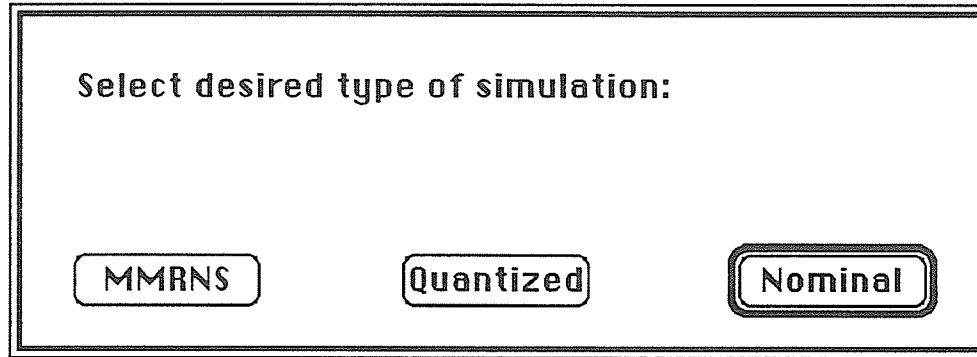 Select desired type of simulation:
MMRNS Quantized Nominal